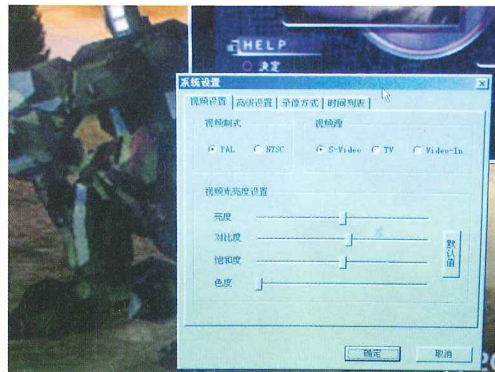 HELP
决定
系统设置
视频设置 高级设置 录像方式 时间列表
视频制式 视频源
PAL NTSC S-Video TV Video-In
视频光亮度设置
亮度
对比度
饱和度
色度
默认值
确定 取消